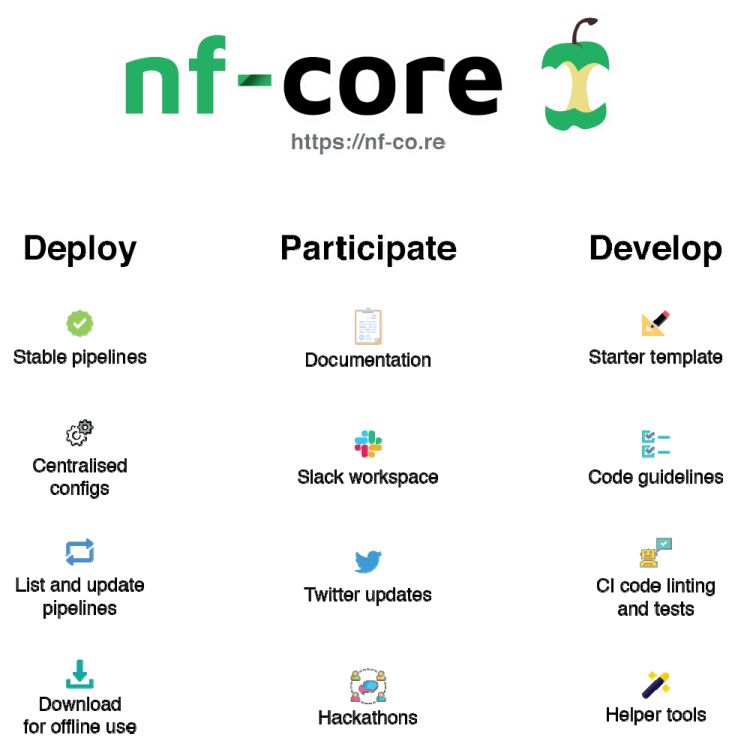 nf-core
https://nf-co.re
Deploy
Participate
Develop
Stable pipelines
Documentation
Starter template
Centralised
configs
Slack workspace
Code guidelines
List and update
pipelines
Twitter updates
CI code linting
and tests
Download
for offline use
Hackathons
Helper tools